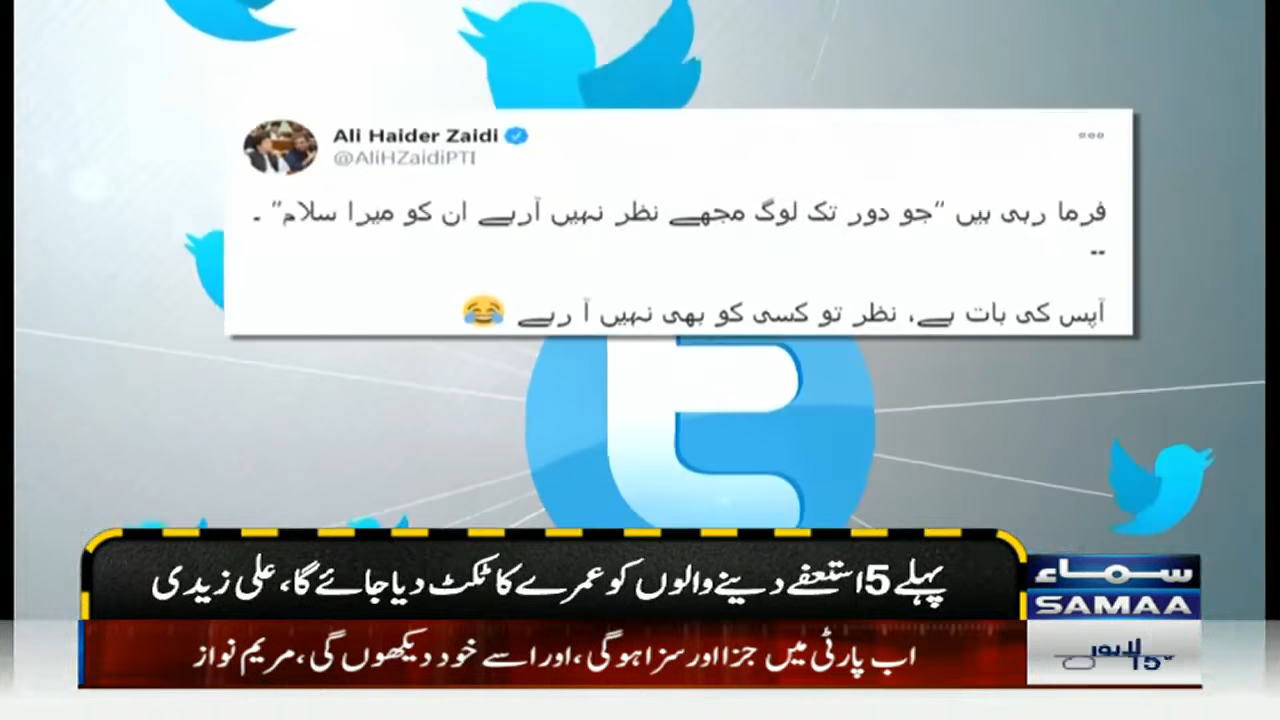 Ali Haider Zaidi
@AliHZaidiPTI
فرما رہی ہیں "جو دور تک لوگ مجھے نظر نہیں آرہے ان کو میرا سلام" ۔
--
آپس کی بات ہے، نظر تو کسی کو بھی نہیں آ رہے 😂
پہلے 5 استعفے دینے والوں کو عمرے کا ٹکٹ دیا جائے گا، علی زیدی
سماء
SAMAA
اب پارٹی میں جزا اور سزا ہوگی، اور اسے خود دیکھوں گی، مریم نواز
لاہور
15°